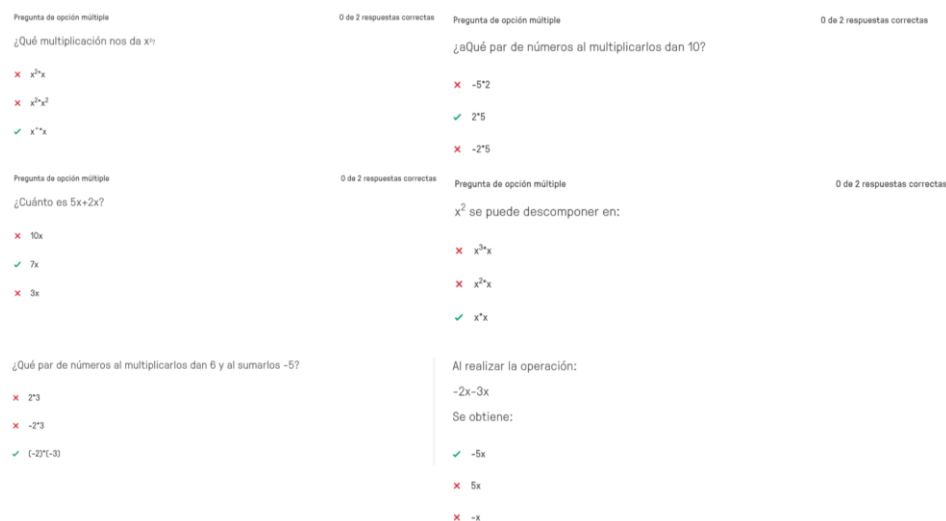 Pregunta de opción múltiple
0 de 2 respuestas correctas
¿Qué multiplicación nos da x²?
x²*x
x²*x²
x*x
Pregunta de opción múltiple
0 de 2 respuestas correctas
¿aQué par de números al multiplicarlos dan 10?
-5*2
2*5
-2*5
Pregunta de opción múltiple
0 de 2 respuestas correctas
¿Cuánto es 5x+2x?
10x
7x
3x
Pregunta de opción múltiple
0 de 2 respuestas correctas
x² se puede descomponer en:
x³*x
x²*x
x*x
¿Qué par de números al multiplicarlos dan 6 y al sumarlos -5?
2*3
-2*3
(-2)*(-3)
Al realizar la operación:
-2x-3x
Se obtiene:
-5x
5x
-x